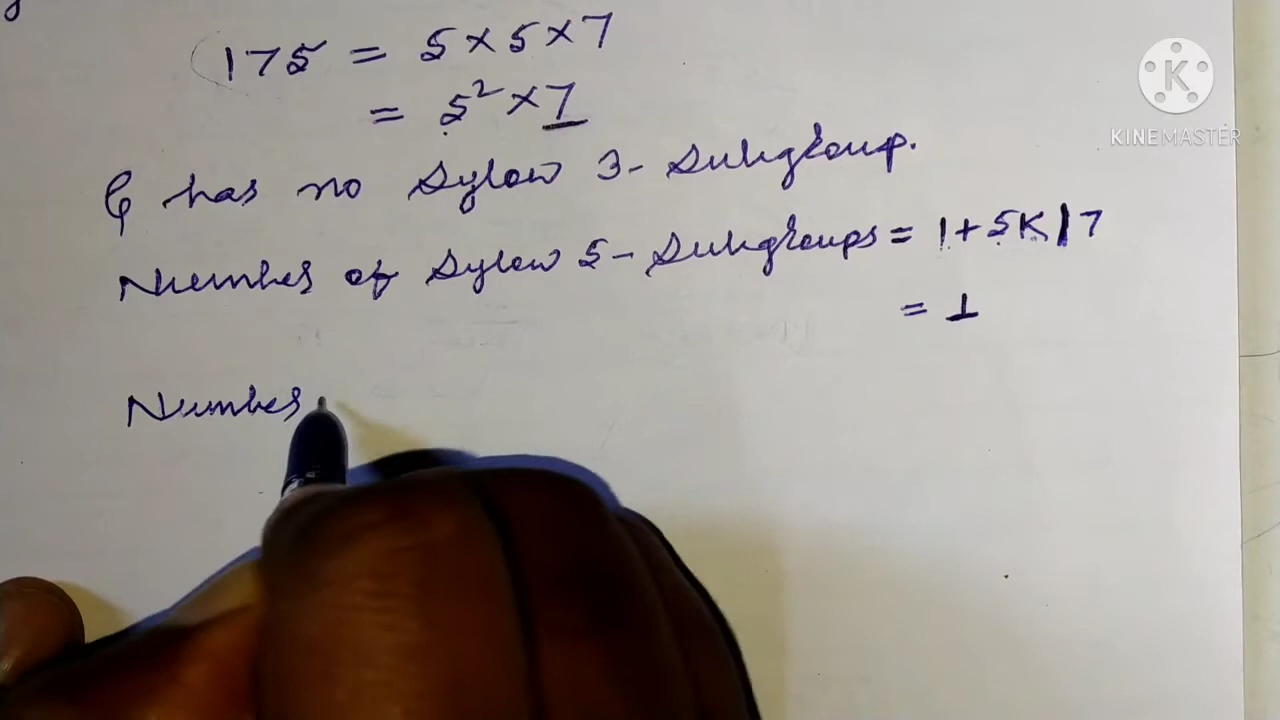 175 = 5×5×7
= 5² × 7
K
KINEMASTER
G has no Sylow 3- Subgroup.
Number of Sylow 5- Subgroups = 1+5K|7
= 1
Number